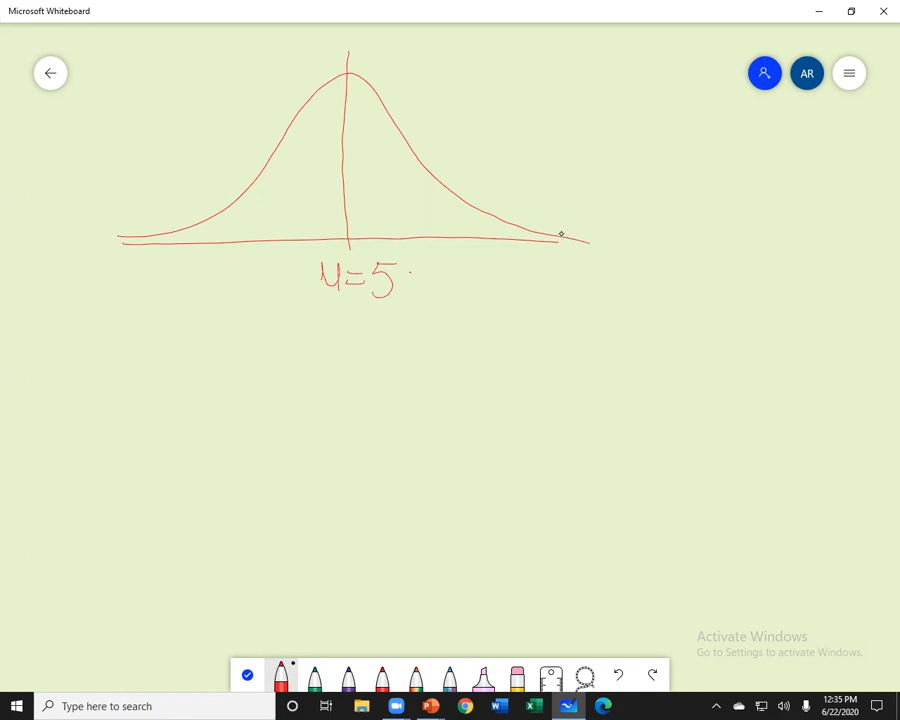 Microsoft Whiteboard
AR
μ=5
Activate Windows
Go to Settings to activate Windows.
Type here to search
12:35 PM
6/22/2020